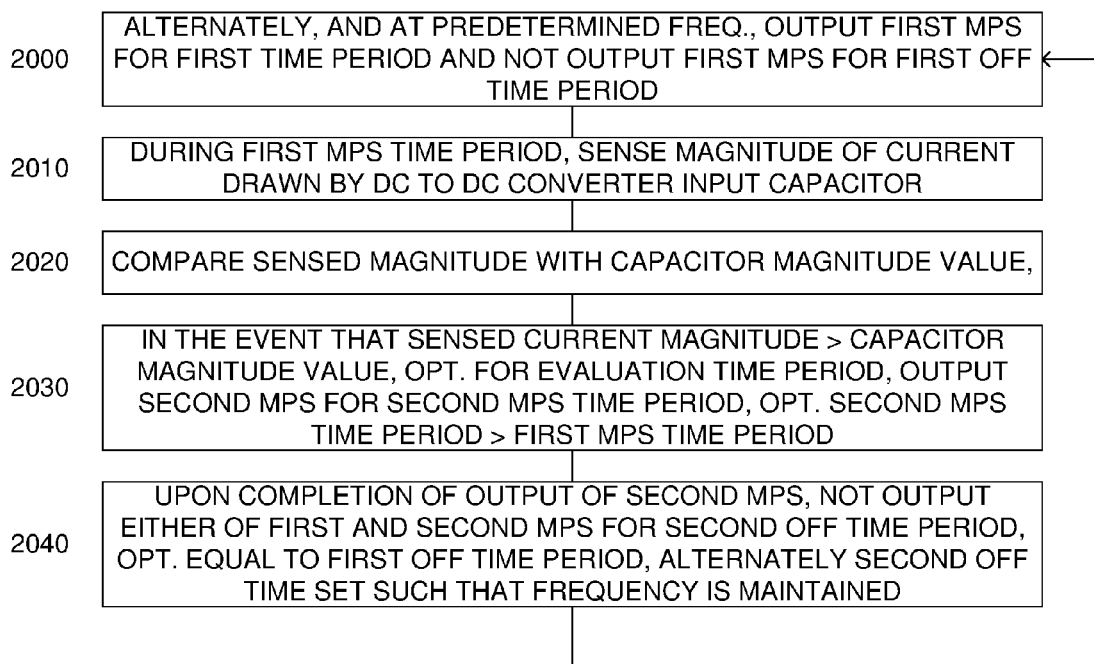 2000
ALTERNATELY, AND AT PREDETERMINED FREQ., OUTPUT FIRST MPS
FOR FIRST TIME PERIOD AND NOT OUTPUT FIRST MPS FOR FIRST OFF
TIME PERIOD
2010
DURING FIRST MPS TIME PERIOD, SENSE MAGNITUDE OF CURRENT
DRAWN BY DC TO DC CONVERTER INPUT CAPACITOR
2020
COMPARE SENSED MAGNITUDE WITH CAPACITOR MAGNITUDE VALUE,
2030
IN THE EVENT THAT SENSED CURRENT MAGNITUDE > CAPACITOR
MAGNITUDE VALUE, OPT. FOR EVALUATION TIME PERIOD, OUTPUT
SECOND MPS FOR SECOND MPS TIME PERIOD, OPT. SECOND MPS
TIME PERIOD > FIRST MPS TIME PERIOD
2040
UPON COMPLETION OF OUTPUT OF SECOND MPS, NOT OUTPUT
EITHER OF FIRST AND SECOND MPS FOR SECOND OFF TIME PERIOD,
OPT. EQUAL TO FIRST OFF TIME PERIOD, ALTERNATELY SECOND OFF
TIME SET SUCH THAT FREQUENCY IS MAINTAINED